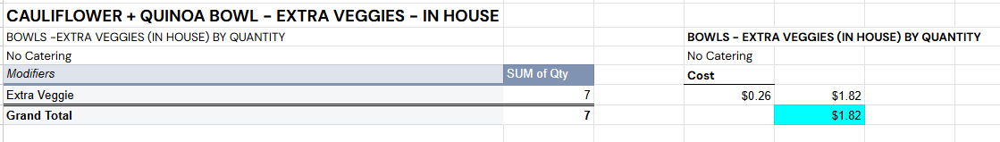 CAULIFLOWER + QUINOA BOWL - EXTRA VEGGIES - IN HOUSE
BOWLS -EXTRA VEGGIES (IN HOUSE) BY QUANTITY BOWLS - EXTRA VEGGIES (IN HOUSE) BY QUANTITY
No Catering No Catering
Modifiers SUM of Qty Cost
Extra Veggie 7 $0.26 $1.82
Grand Total 7 $1.82